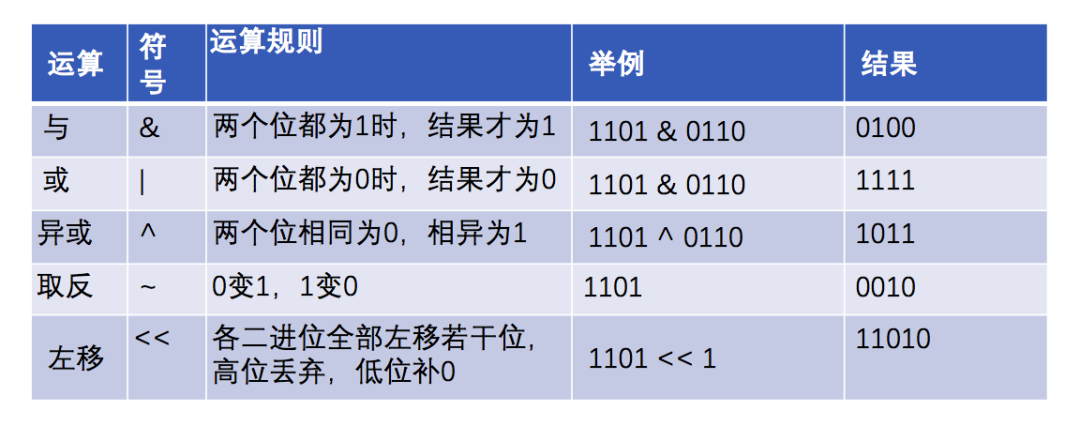 运算 符号 运算规则 举例 结果
与 & 两个位都为1时，结果才为1 1101 & 0110 0100
或 | 两个位都为0时，结果才为0 1101 & 0110 1111
异或 ^ 两个位相同为0，相异为1 1101 ^ 0110 1011
取反 ~ 0变1，1变0 1101 0010
左移 << 各二进位全部左移若干位，
高位丢弃，低位补0 1101 << 1 11010